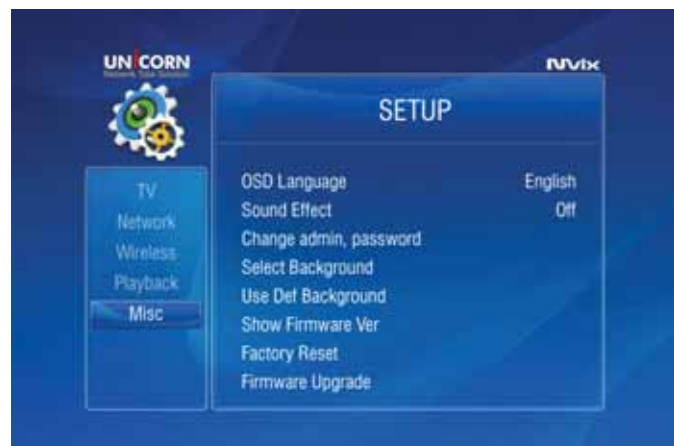 UNiCORN
Mvix
SETUP
TV
Network
Wireless
Playback
Misc
OSD Language English
Sound Effect Off
Change admin, password
Select Background
Use Def Background
Show Firmware Ver
Factory Reset
Firmware Upgrade